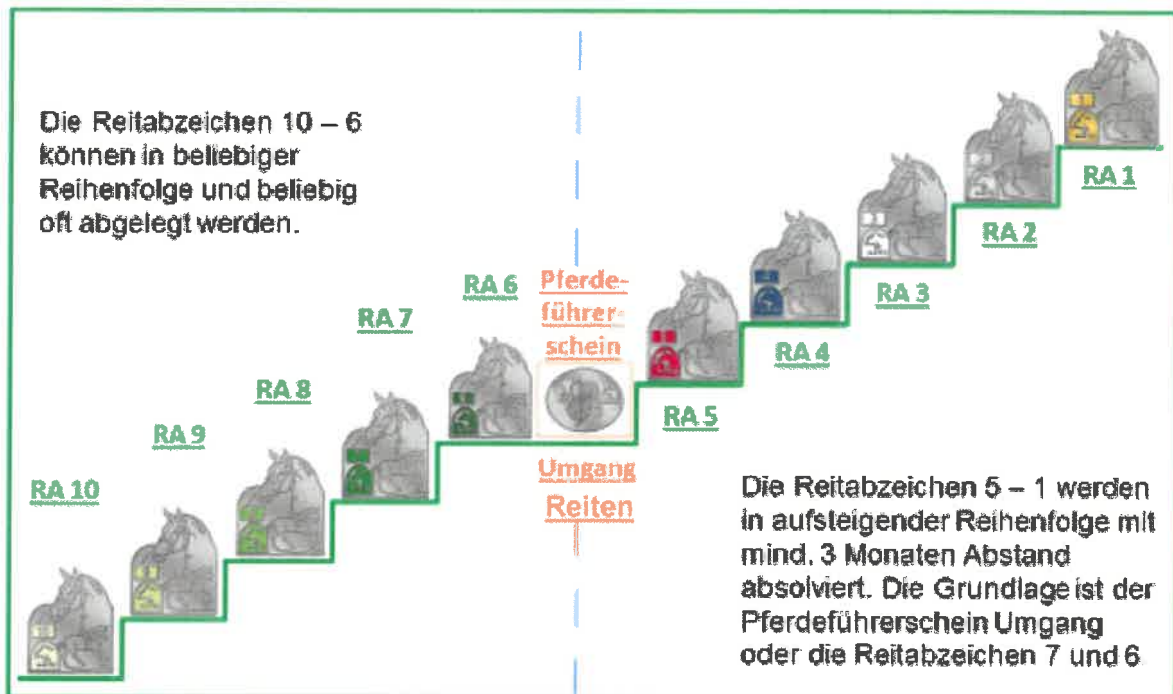 Die Reitabzeichen 10 – 6
können in beliebiger
Reihenfolge und beliebig
oft abgelegt werden.
RA 10
RA 9
RA 8
RA 7
RA 6
Pferde-
führer-
schein
Umgang
Reiten
RA 5
RA 4
RA 3
RA 2
RA 1
Die Reitabzeichen 5 – 1 werden
in aufsteigender Reihenfolge mit
mind. 3 Monaten Abstand
absolviert. Die Grundlage ist der
Pferdeführerschein Umgang
oder die Reitabzeichen 7 und 6